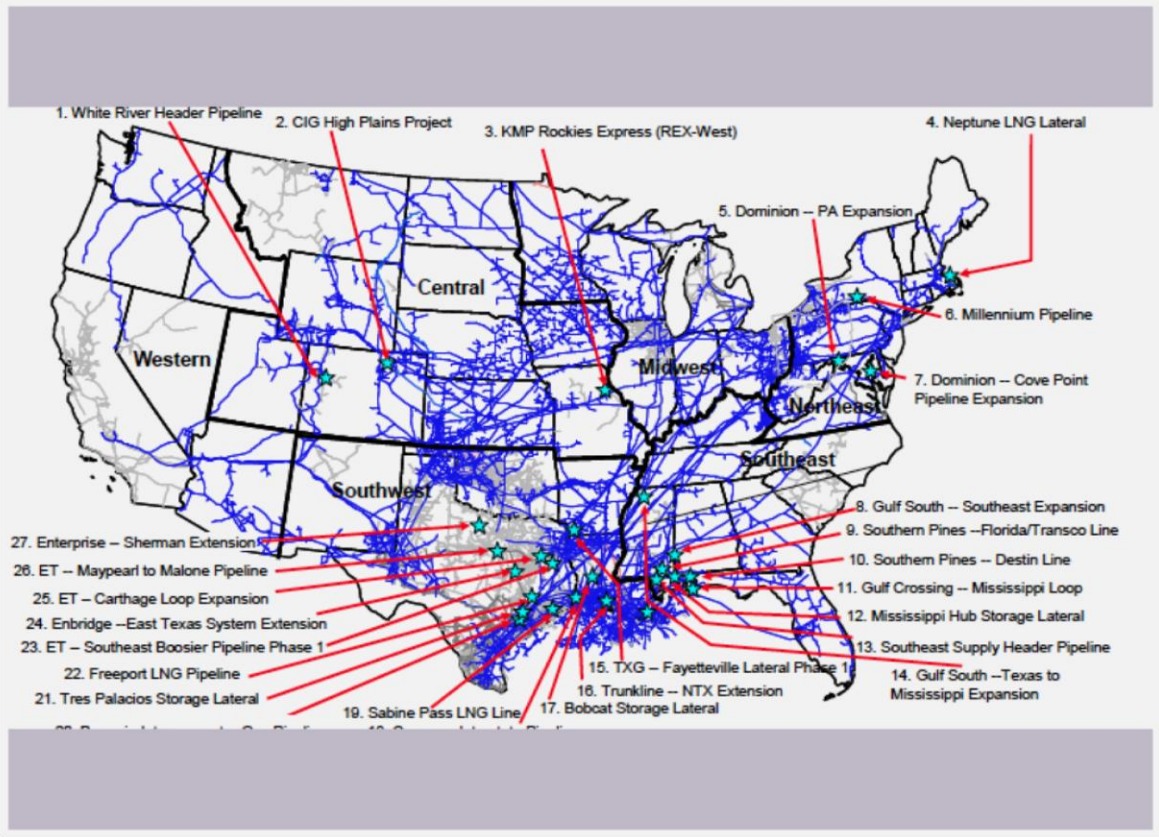 1. White River Header Pipeline
2. CIG High Plains Project
3. KMP Rockies Express (REX-West)
4. Neptune LNG Lateral
5. Dominion -- PA Expansion
Central
6. Millennium Pipeline
Western
Midwest
7. Dominion -- Cove Point
Pipeline Expansion
Northeast
Southeast
Southwest
8. Gulf South -- Southeast Expansion
9. Southern Pines --Florida/Transco Line
10. Southern Pines -- Destin Line
11. Gulf Crossing -- Mississippi Loop
12. Mississippi Hub Storage Lateral
13. Southeast Supply Header Pipeline
14. Gulf South --Texas to
Mississippi Expansion
15. TXG -- Fayetteville Lateral Phase 1
16. Trunkline -- NTX Extension
17. Bobcat Storage Lateral
19. Sabine Pass LNG Line
21. Tres Palacios Storage Lateral
22. Freeport LNG Pipeline
23. ET -- Southeast Boosier Pipeline Phase 1
24. Enbridge --East Texas System Extension
25. ET -- Carthage Loop Expansion
26. ET -- Maypearl to Malone Pipeline
27. Enterprise -- Sherman Extension